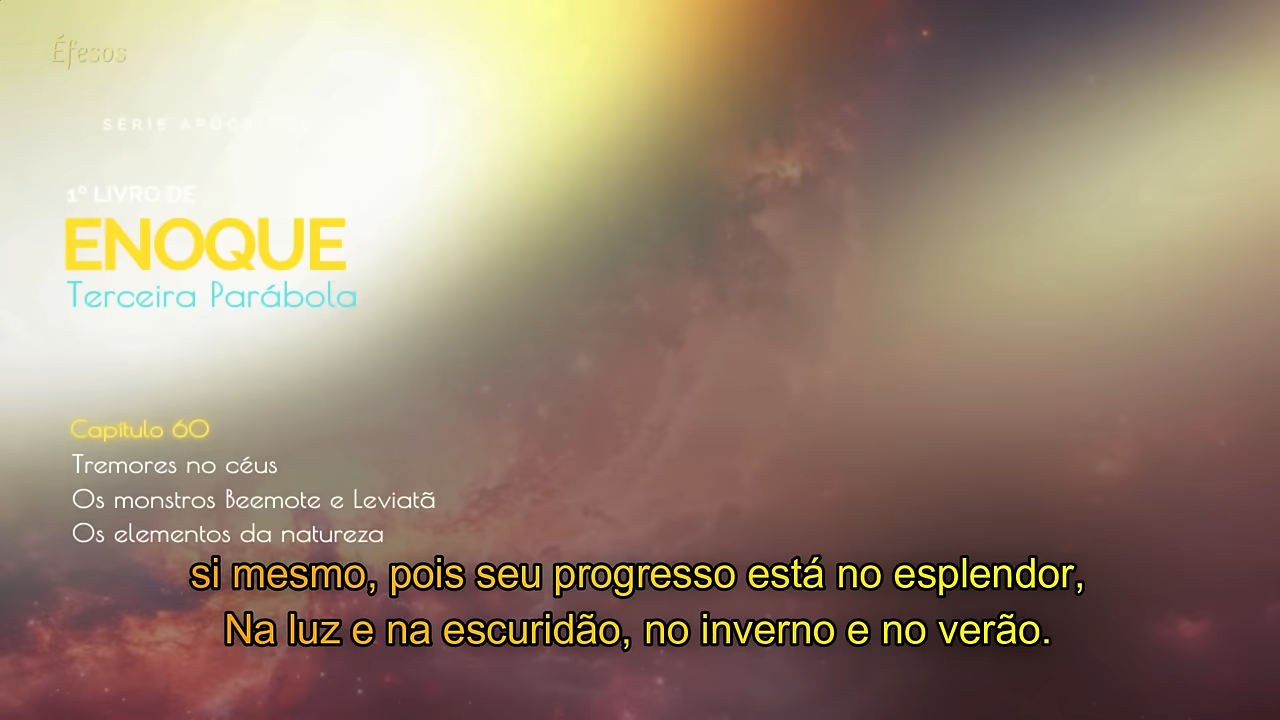 Éfesos
SÉRIE
1º LIVRO DE
ENOQUE
Terceira Parábola
Capítulo 60
Tremores no céus
Os monstros Beemote e Leviatã
Os elementos da natureza
si mesmo, pois seu progresso está no esplendor,
Na luz e na escuridão, no inverno e no verão.